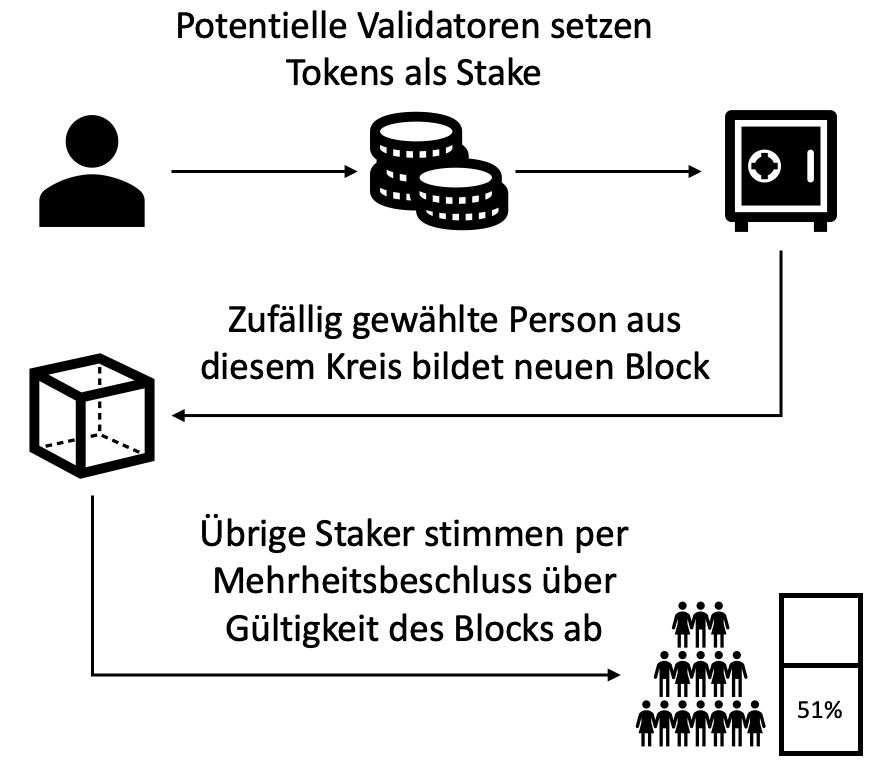 Potentielle Validatoren setzen
Tokens als Stake
Zufällig gewählte Person aus
diesem Kreis bildet neuen Block
Übrige Staker stimmen per
Mehrheitsbeschluss über
Gültigkeit des Blocks ab
51%